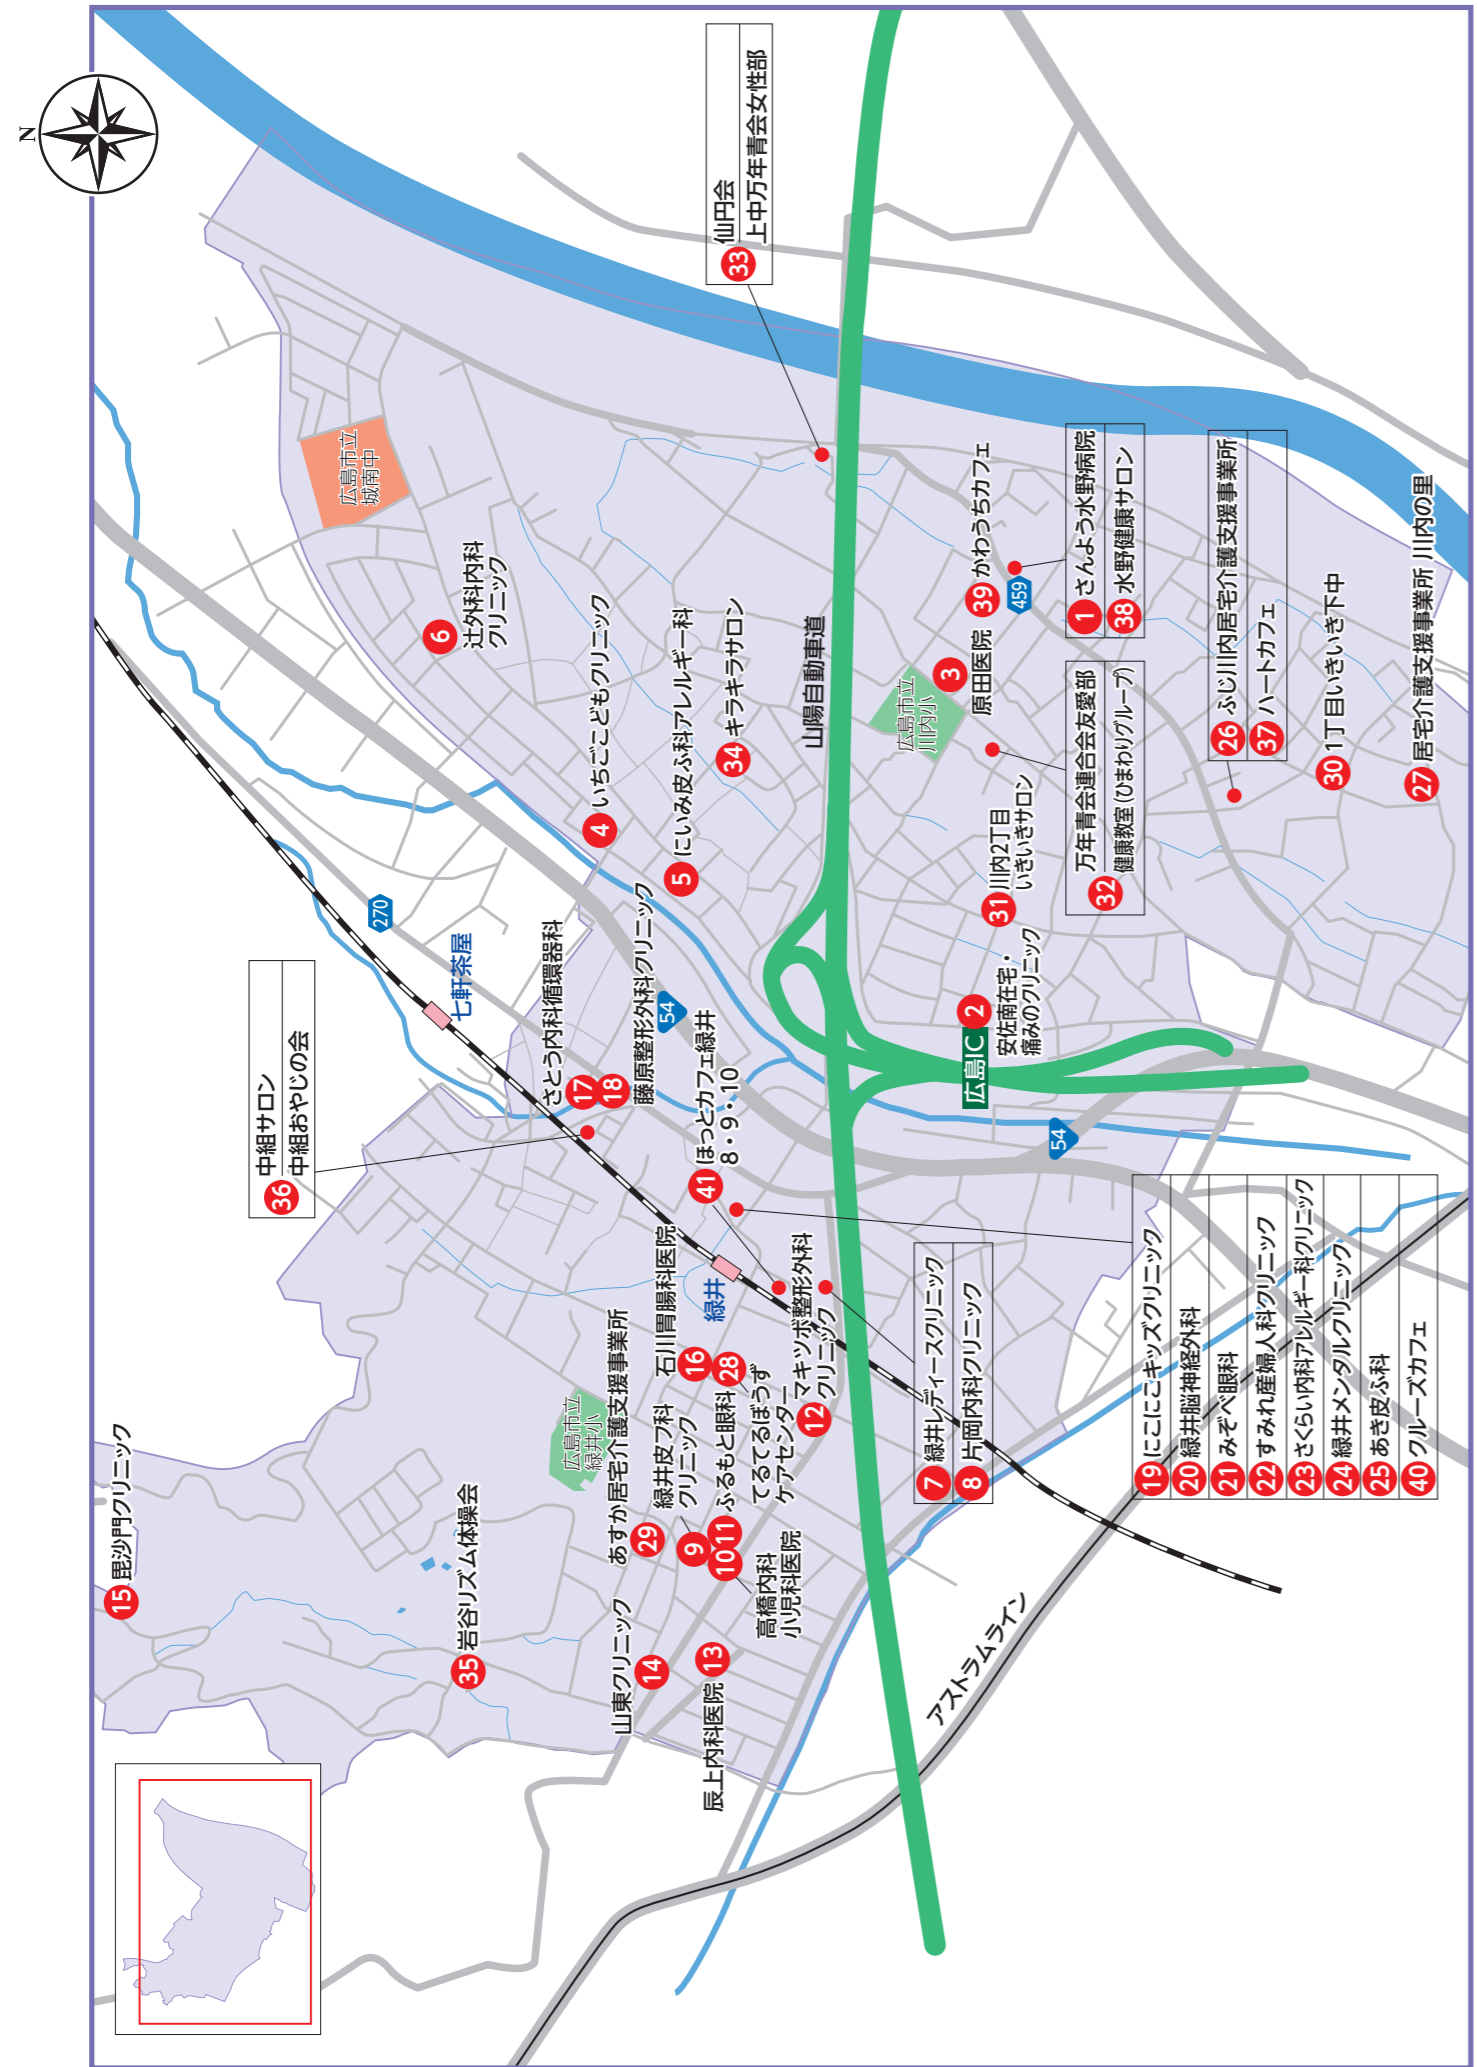 N
33
仙円会
上中万年青会女性部
広島市立
城南中
6
辻外科内科
クリニック
4
いちごこどもクリニック
5
にいみ皮ふ科アレルギー科
34
キラキラサロン
山陽自動車道
広島市立
川内小
3
原田医院
39
かわうちカフェ
459
1
さんよう水野病院
38
水野健康サロン
26
ふじ川内居宅介護支援事業所
37
ハートカフェ
30
1丁目いきいき下中
27
居宅介護支援事業所 川内の里
32
万年青会連合会友愛部
健康教室(ひまわりグループ)
31
川内2丁目
いきいきサロン
2
安佐南在宅・
痛みのクリニック
広島IC
54
54
270
七軒茶屋
36
中組サロン
中組おやじの会
17
さとう内科循環器科
18
藤原整形外科クリニック
41
ほっとカフェ緑井
8・9・10
緑井
16
石川胃腸科医院
28
てるてるぼうず
ケアセンター
12
マキツボ整形外科
クリニック
7
緑井レディースクリニック
8
片岡内科クリニック
19
にこにこキッズクリニック
20
緑井脳神経外科
21
みぞべ眼科
22
すみれ産婦人科クリニック
23
さくらい内科アレルギー科クリニック
24
緑井メンタルクリニック
25
あき皮ふ科
40
クルーズカフェ
広島市立
緑井小
29
あすか居宅介護支援事業所
9
緑井皮フ科
クリニック
11
ふるもと眼科
10
高橋内科
小児科医院
15
毘沙門クリニック
35
岩谷リズム体操会
14
山東クリニック
13
辰上内科医院
アストラムライン